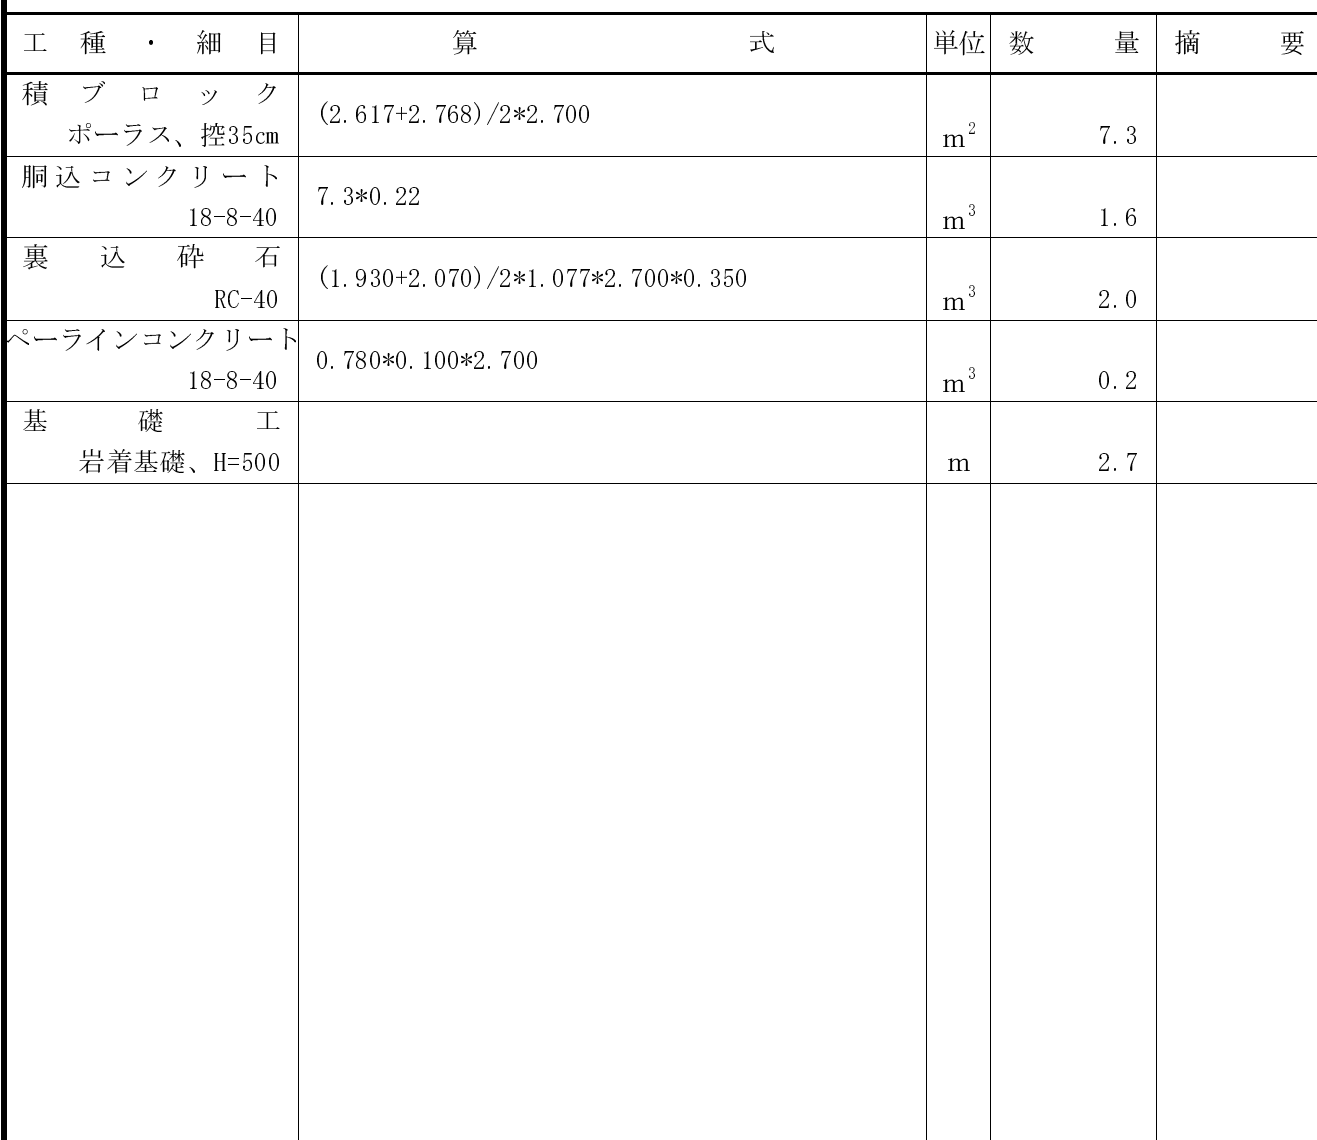 工種・細目 算式 単位 数量 摘要
積ブロック
(2.617+2.768)/2*2.700
ポーラス、控35cm m² 7.3
胴込コンクリート
7.3*0.22
18-8-40 m³ 1.6
裏込砕石
(1.930+2.070)/2*1.077*2.700*0.350
RC-40 m³ 2.0
ペーラインコンクリート
0.780*0.100*2.700
18-8-40 m³ 0.2
基礎工
岩着基礎、H=500 m 2.7